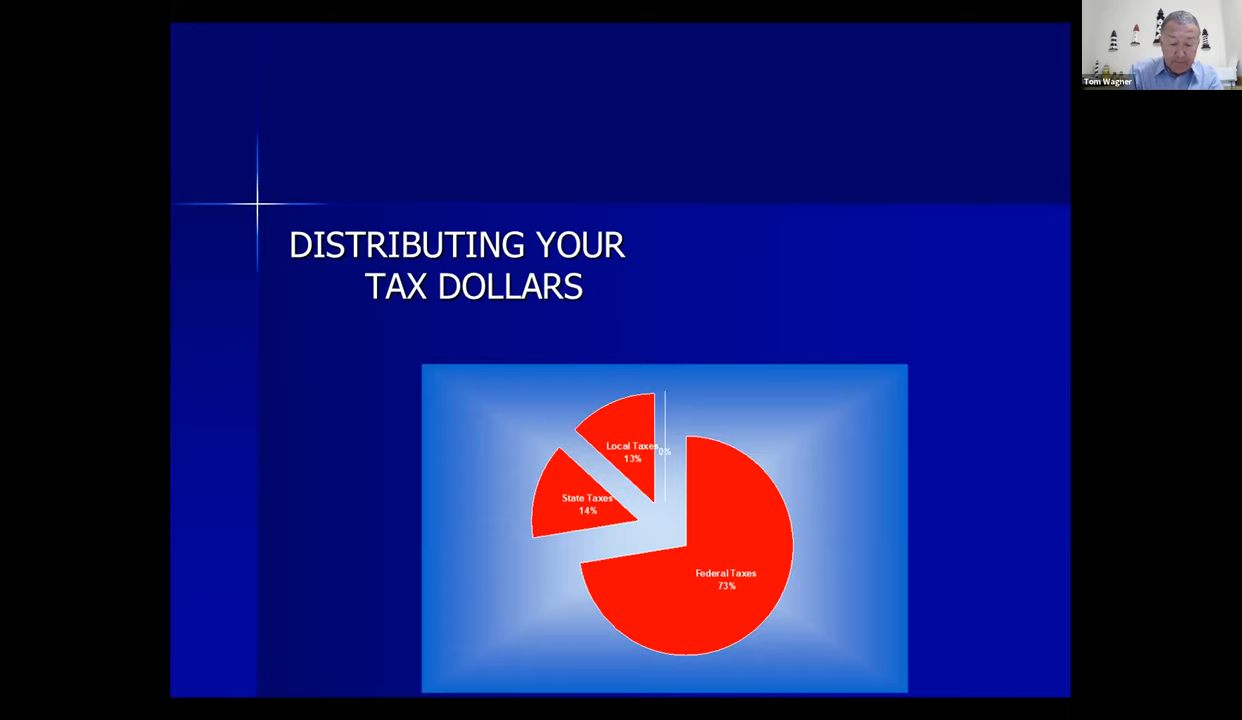 Tom Wagner
DISTRIBUTING YOUR
TAX DOLLARS
Local Taxes
13%
0%
State Taxes
14%
Federal Taxes
73%